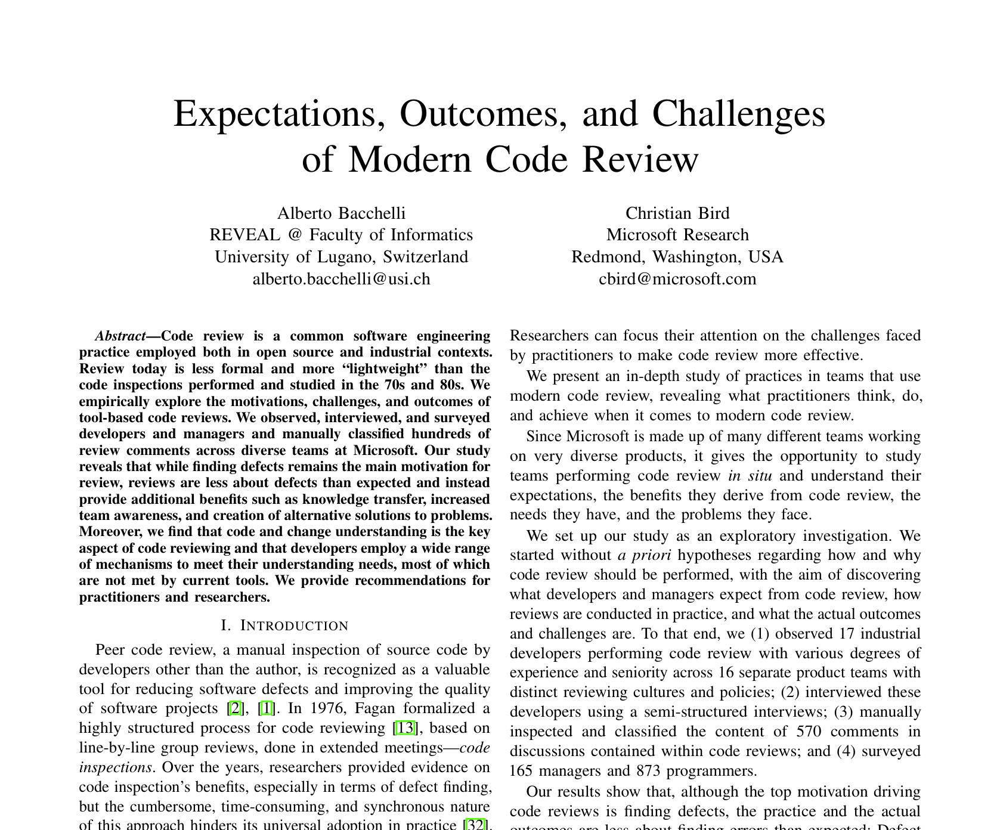 Expectations, Outcomes, and Challenges
of Modern Code Review
Alberto Bacchelli
REVEAL @ Faculty of Informatics
University of Lugano, Switzerland
alberto.bacchelli@usi.ch
Christian Bird
Microsoft Research
Redmond, Washington, USA
cbird@microsoft.com
Abstract—Code review is a common software engineering
practice employed both in open source and industrial contexts.
Review today is less formal and more “lightweight” than the
code inspections performed and studied in the 70s and 80s. We
empirically explore the motivations, challenges, and outcomes of
tool-based code reviews. We observed, interviewed, and surveyed
developers and managers and manually classified hundreds of
review comments across diverse teams at Microsoft. Our study
reveals that while finding defects remains the main motivation for
review, reviews are less about defects than expected and instead
provide additional benefits such as knowledge transfer, increased
team awareness, and creation of alternative solutions to problems.
Moreover, we find that code and change understanding is the key
aspect of code reviewing and that developers employ a wide range
of mechanisms to meet their understanding needs, most of which
are not met by current tools. We provide recommendations for
practitioners and researchers.
I. INTRODUCTION
Peer code review, a manual inspection of source code by
developers other than the author, is recognized as a valuable
tool for reducing software defects and improving the quality
of software projects [2], [1]. In 1976, Fagan formalized a
highly structured process for code reviewing [13], based on
line-by-line group reviews, done in extended meetings—code
inspections. Over the years, researchers provided evidence on
code inspection’s benefits, especially in terms of defect finding,
but the cumbersome, time-consuming, and synchronous nature
of this approach hinders its universal adoption in practice [32].
Researchers can focus their attention on the challenges faced
by practitioners to make code review more effective.
We present an in-depth study of practices in teams that use
modern code review, revealing what practitioners think, do,
and achieve when it comes to modern code review.
Since Microsoft is made up of many different teams working
on very diverse products, it gives the opportunity to study
teams performing code review in situ and understand their
expectations, the benefits they derive from code review, the
needs they have, and the problems they face.
We set up our study as an exploratory investigation. We
started without a priori hypotheses regarding how and why
code review should be performed, with the aim of discovering
what developers and managers expect from code review, how
reviews are conducted in practice, and what the actual outcomes
and challenges are. To that end, we (1) observed 17 industrial
developers performing code review with various degrees of
experience and seniority across 16 separate product teams with
distinct reviewing cultures and policies; (2) interviewed these
developers using a semi-structured interviews; (3) manually
inspected and classified the content of 570 comments in
discussions contained within code reviews; and (4) surveyed
165 managers and 873 programmers.
Our results show that, although the top motivation driving
code reviews is finding defects, the practice and the actual
outcomes are less about finding errors than expected: Defect